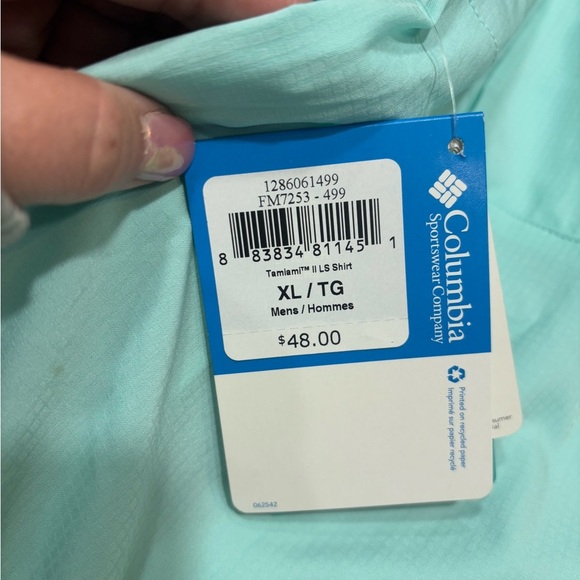 1286061499
FM7253 - 499
8 83834 81145 1
Tamiami™ II LS Shirt
XL / TG
Mens / Hommes
$48.00
Columbia
Sportswear Company
Printed on recycled paper
Imprimé sur papier recyclé
062542